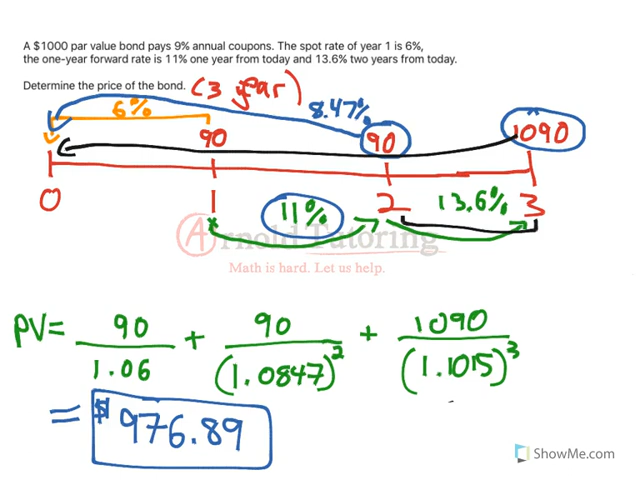 A $1000 par value bond pays 9% annual coupons. The spot rate of year 1 is 6%,
the one-year forward rate is 11% one year from today and 13.6% two years from today.
Determine the price of the bond. (3 year)
6% 8.47%
90 90 1090
0 1 2 3
11% 13.6%
Arnold Tutoring
Math is hard. Let us help.
PV = 90/1.06 + 90/(1.0847)^2 + 1090/(1.1015)^3
= $976.89
ShowMe.com